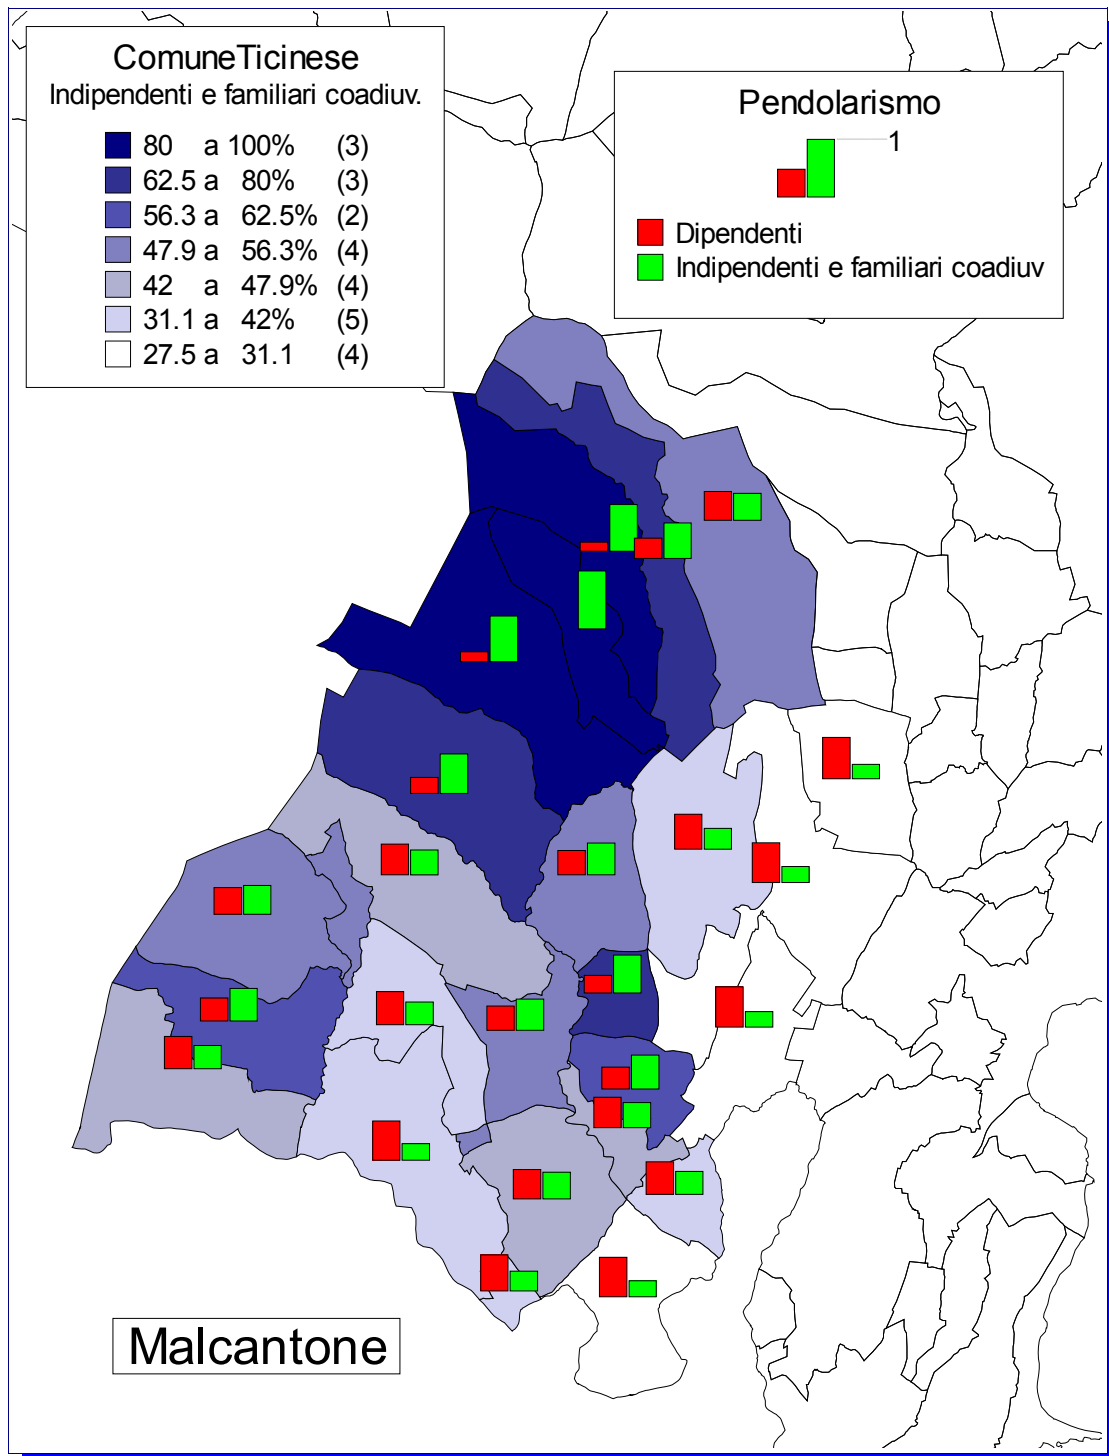 ComuneTicinese
Indipendenti e familiari coadiuv.
80 a 100% (3)
62.5 a 80% (3)
56.3 a 62.5% (2)
47.9 a 56.3% (4)
42 a 47.9% (4)
31.1 a 42% (5)
27.5 a 31.1 (4)
Pendolarismo
1
Dipendenti
Indipendenti e familiari coadiuv
Malcantone